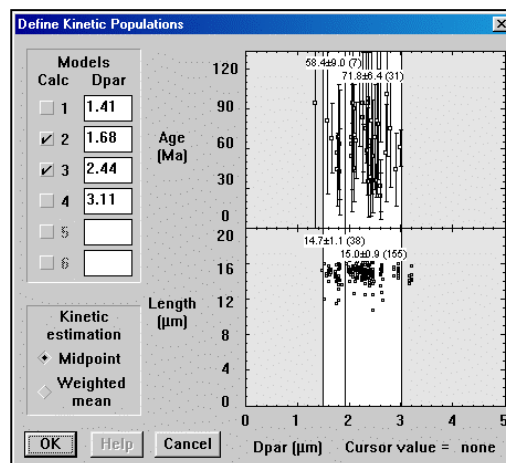 Define Kinetic Populations
Models
Calc Dpar
1 1.41
2 1.68
3 2.44
4 3.11
5
6
Kinetic
estimation
Midpoint
Weighted
mean
OK Help Cancel
Age
(Ma)
120
90
60
30
0
58.4±9.0 (7)
71.8±6.4 (31)
Length
(µm)
20
16
12
8
4
0
14.7±1.1 (38)
15.0±0.9 (155)
0 1 2 3 4 5
Dpar (µm) Cursor value = none